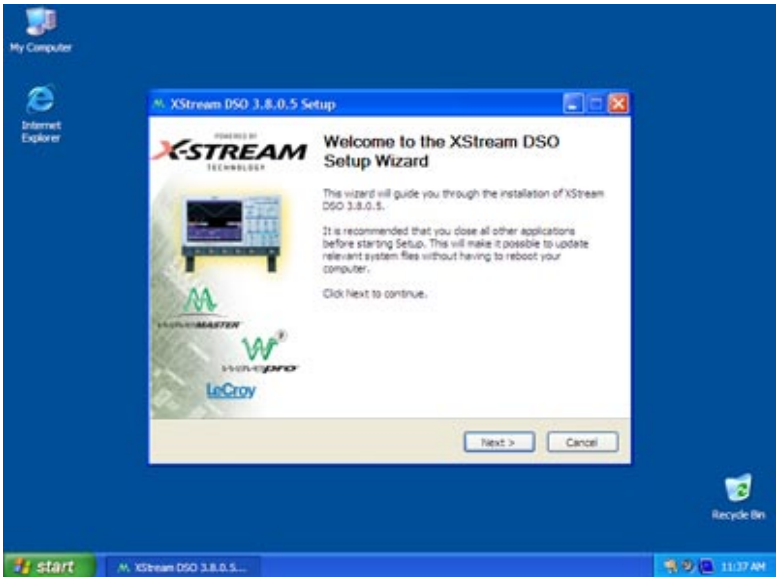 My Computer
Internet
Explorer
XStream DSO 3.8.0.5 Setup
POWERED BY
X-STREAM
TECHNOLOGY
Welcome to the XStream DSO
Setup Wizard
This wizard will guide you through the installation of XStream
DSO 3.8.0.5.
It is recommended that you close all other applications
before starting Setup. This will make it possible to update
relevant system files without having to reboot your
computer.
Click Next to continue.
WAVEMASTER
wavepro
LeCroy
Next >
Cancel
Recycle Bin
start
XStream DSO 3.8.0.5...
11:37 AM